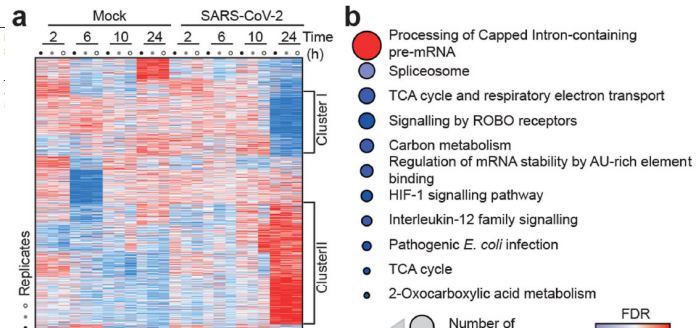 a
Mock
SARS-CoV-2
2 6 10 24 2 6 10 24 Time
(h)
Cluster I
ClusterII
Replicates
b
Processing of Capped Intron-containing
pre-mRNA
Spliceosome
TCA cycle and respiratory electron transport
Signalling by ROBO receptors
Carbon metabolism
Regulation of mRNA stability by AU-rich element
binding
HIF-1 signalling pathway
Interleukin-12 family signalling
Pathogenic E. coli infection
TCA cycle
2-Oxocarboxylic acid metabolism
Number of
FDR